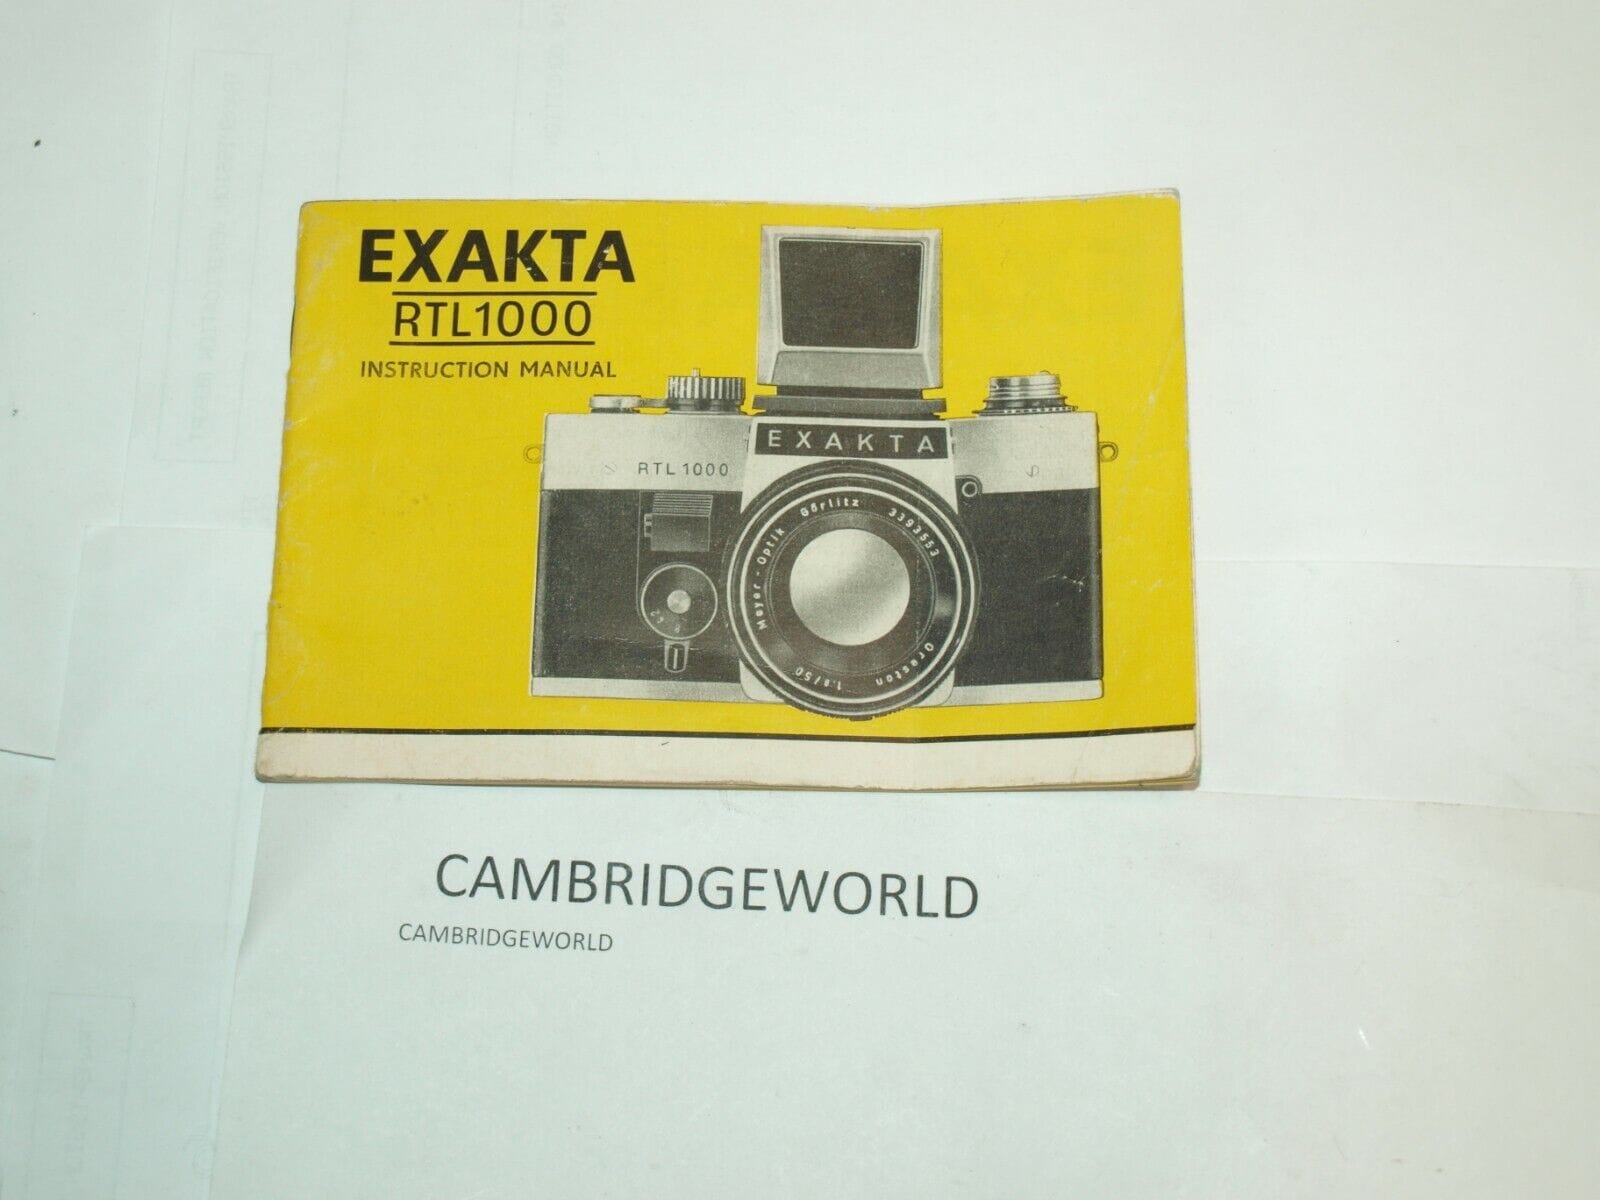 EXAKTA
RTL1000
INSTRUCTION MANUAL
EXAKTA
RTL 1000
Meyer - Optik Görlitz 3393553
Oreston 1.8/50
CAMBRIDGEWORLD
CAMBRIDGEWORLD